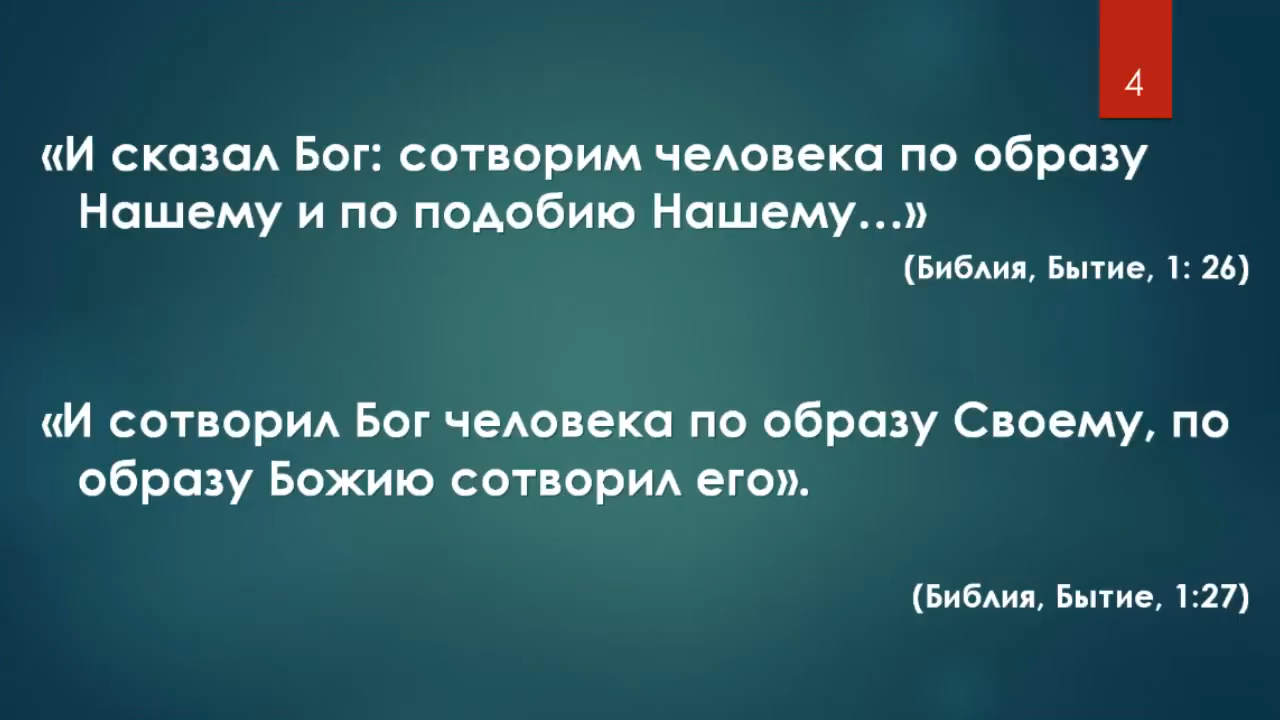 4
«И сказал Бог: сотворим человека по образу
Нашему и по подобию Нашему...»
(Библия, Бытие, 1: 26)
«И сотворил Бог человека по образу Своему, по
образу Божию сотворил его».
(Библия, Бытие, 1:27)